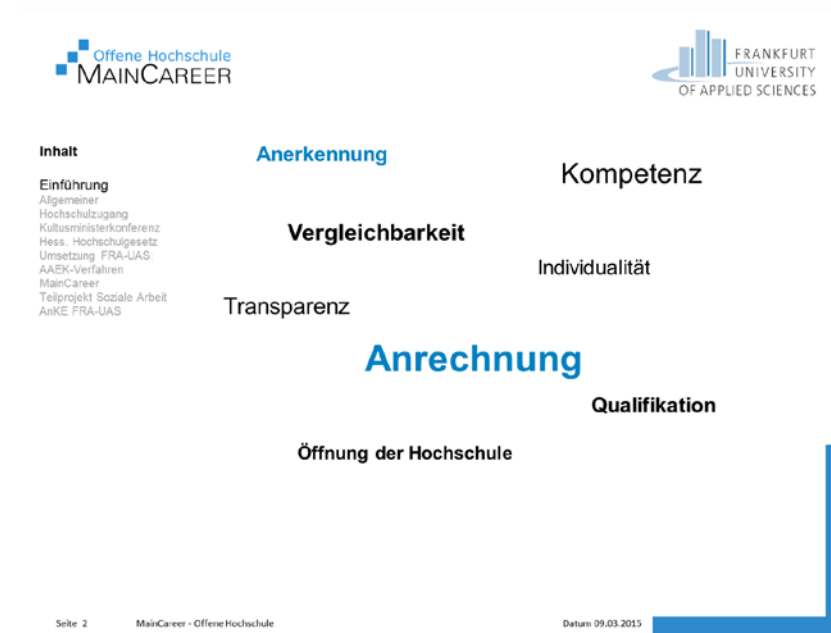 Offene Hochschule
MAINCAREER
FRANKFURT
UNIVERSITY
OF APPLIED SCIENCES
Inhalt
Einführung
Allgemeiner
Hochschulzugang
Kultusministerkonferenz
Hess. Hochschulgesetz
Umsetzung FRA-UAS:
AAEK-Verfahren
MainCareer
Teilprojekt Soziale Arbeit
AnKE FRA-UAS
Anerkennung
Kompetenz
Vergleichbarkeit
Individualität
Transparenz
Anrechnung
Qualifikation
Öffnung der Hochschule
Seite 2
MainCareer - Offene Hochschule
Datum 09.03.2015